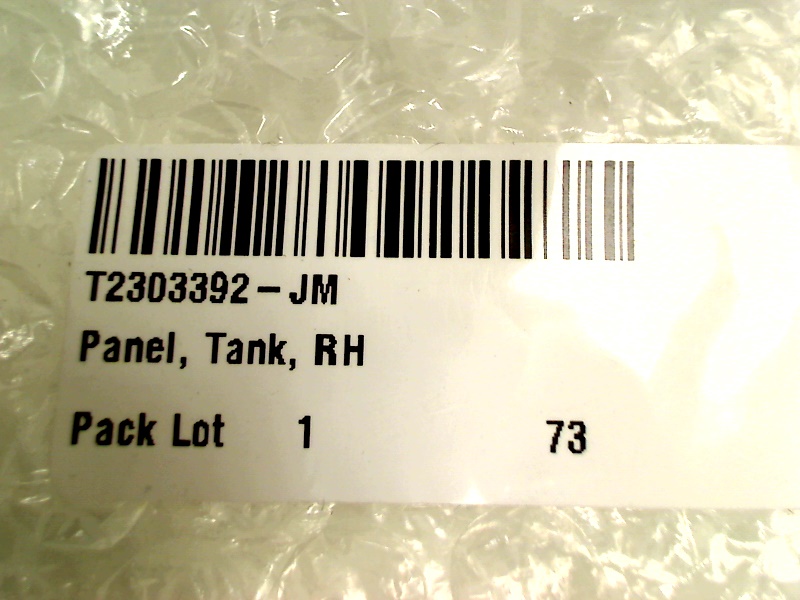 T2303392-JM
Panel, Tank, RH
Pack Lot 1 73